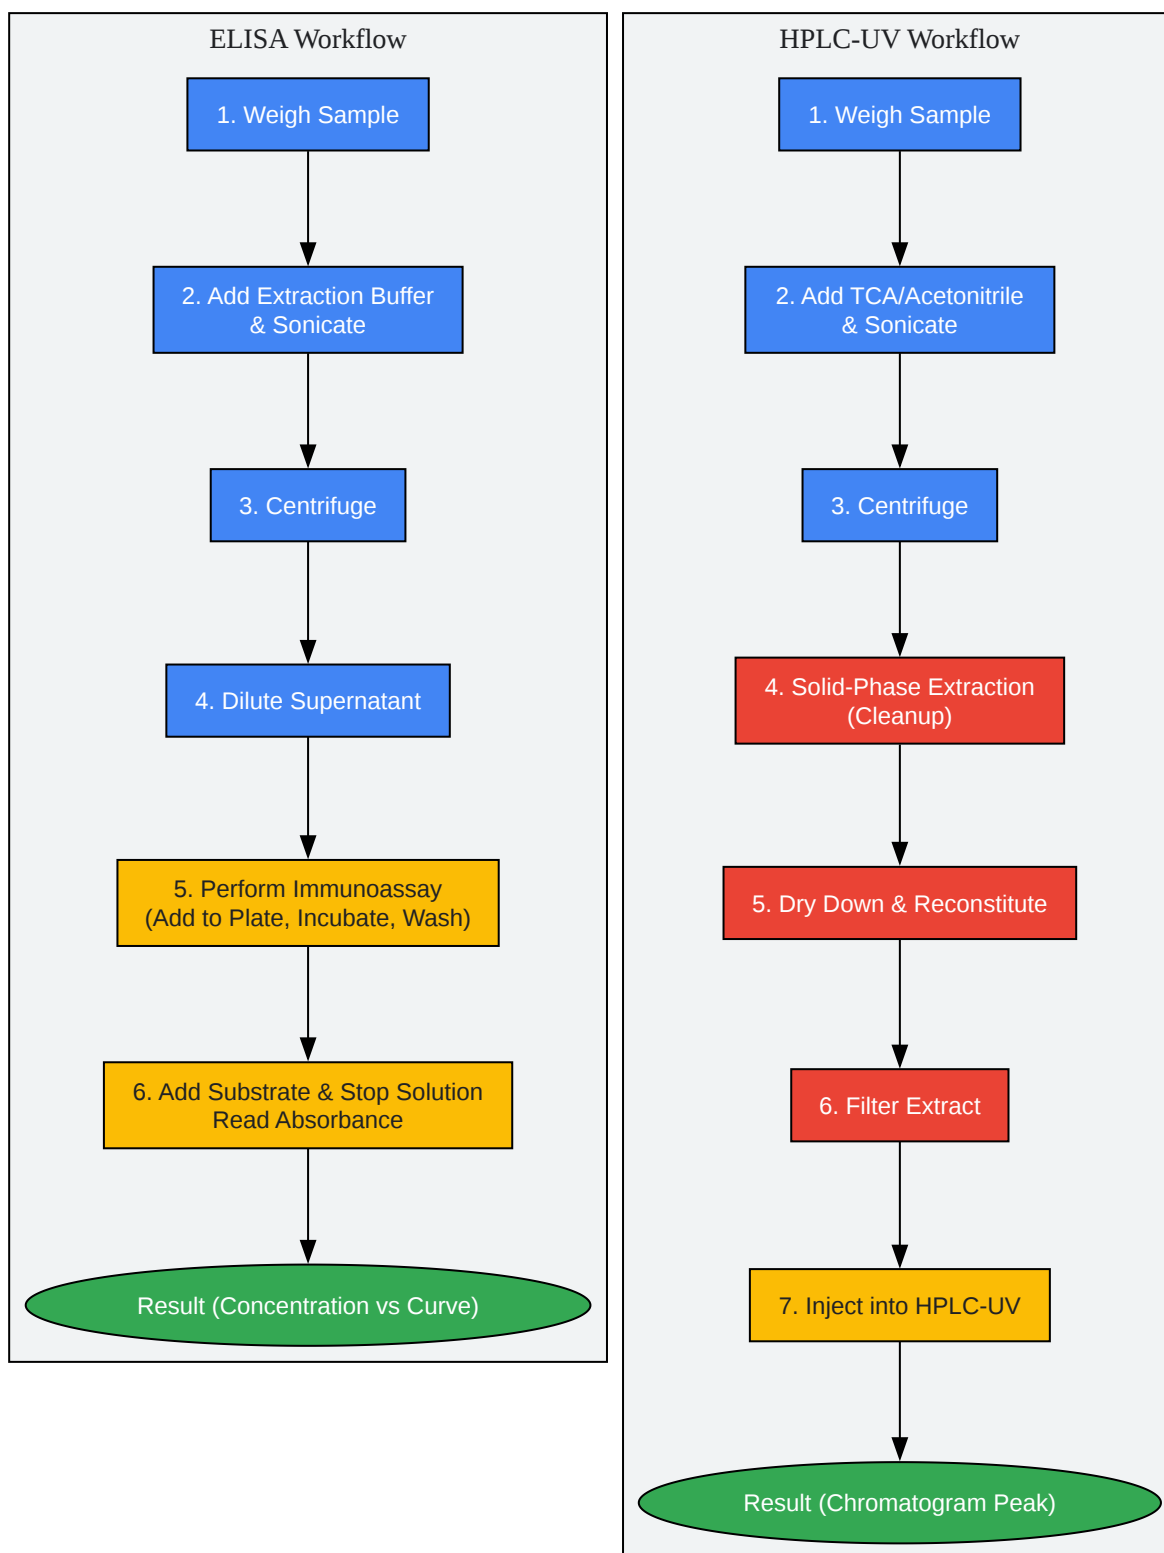 ELISA Workflow
1. Weigh Sample
2. Add Extraction Buffer
& Sonicate
3. Centrifuge
4. Dilute Supernatant
5. Perform Immunoassay
(Add to Plate, Incubate, Wash)
6. Add Substrate & Stop Solution
Read Absorbance
Result (Concentration vs Curve)
HPLC-UV Workflow
1. Weigh Sample
2. Add TCA/Acetonitrile
& Sonicate
3. Centrifuge
4. Solid-Phase Extraction
(Cleanup)
5. Dry Down & Reconstitute
6. Filter Extract
7. Inject into HPLC-UV
Result (Chromatogram Peak)